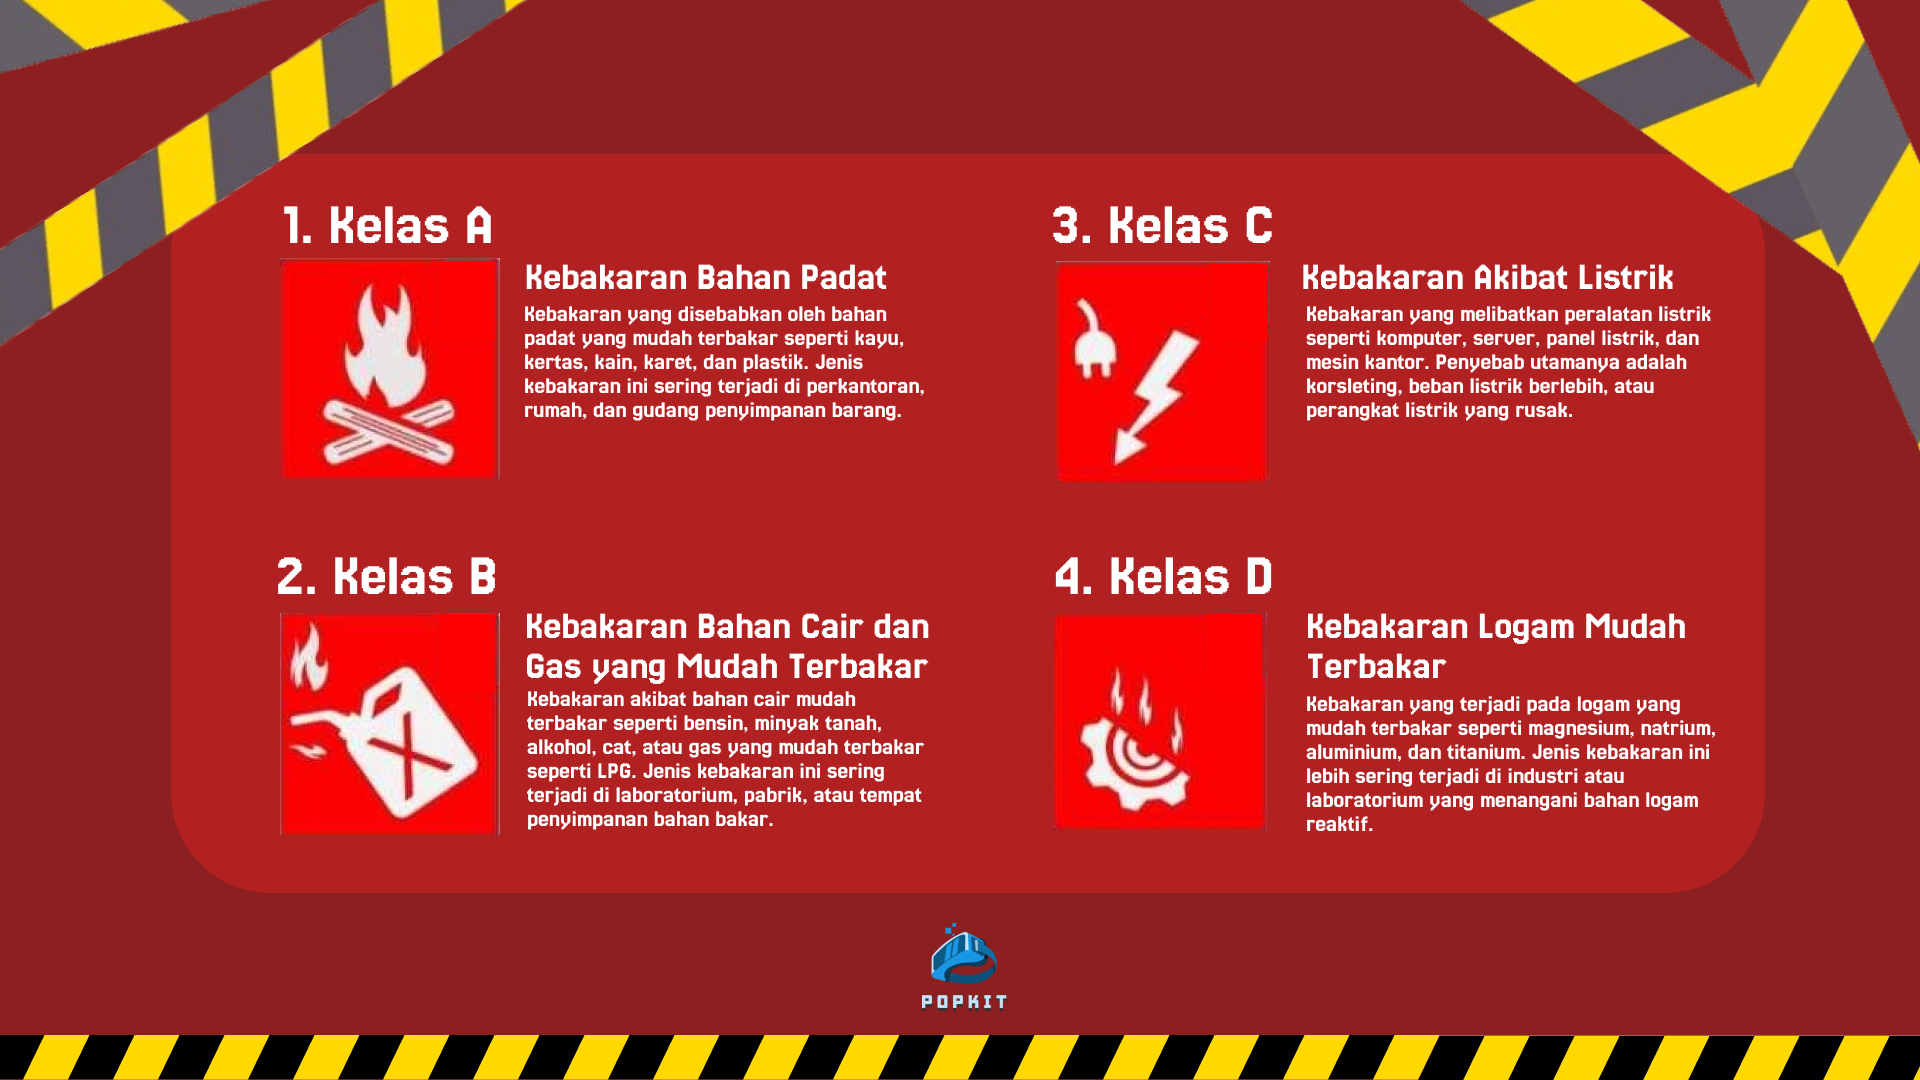 1. Kelas A
Kebakaran Bahan Padat
Kebakaran yang disebabkan oleh bahan
padat yang mudah terbakar seperti kayu,
kertas, kain, karet, dan plastik. Jenis
kebakaran ini sering terjadi di perkantoran,
rumah, dan gudang penyimpanan barang.
2. Kelas B
Kebakaran Bahan Cair dan
Gas yang Mudah Terbakar
Kebakaran akibat bahan cair mudah
terbakar seperti bensin, minyak tanah,
alkohol, cat, atau gas yang mudah terbakar
seperti LPG. Jenis kebakaran ini sering
terjadi di laboratorium, pabrik, atau tempat
penyimpanan bahan bakar.
3. Kelas C
Kebakaran Akibat Listrik
Kebakaran yang melibatkan peralatan listrik
seperti komputer, server, panel listrik, dan
mesin kantor. Penyebab utamanya adalah
korsleting, beban listrik berlebih, atau
perangkat listrik yang rusak.
4. Kelas D
Kebakaran Logam Mudah
Terbakar
Kebakaran yang terjadi pada logam yang
mudah terbakar seperti magnesium, natrium,
aluminium, dan titanium. Jenis kebakaran ini
lebih sering terjadi di industri atau
laboratorium yang menangani bahan logam
reaktif.
POPKIT